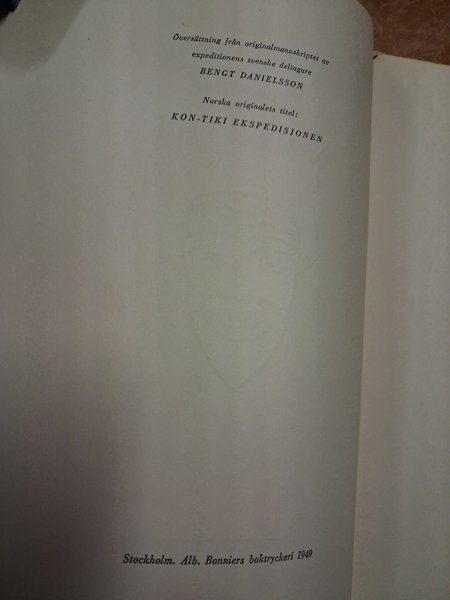 Översättning från originalmanuskriptet av
expeditionens svenske deltagare
BENGT DANIELSSON
Norska originalets titel:
KON-TIKI EKSPEDISIONEN
Stockholm. Alb. Bonniers boktryckeri 1949